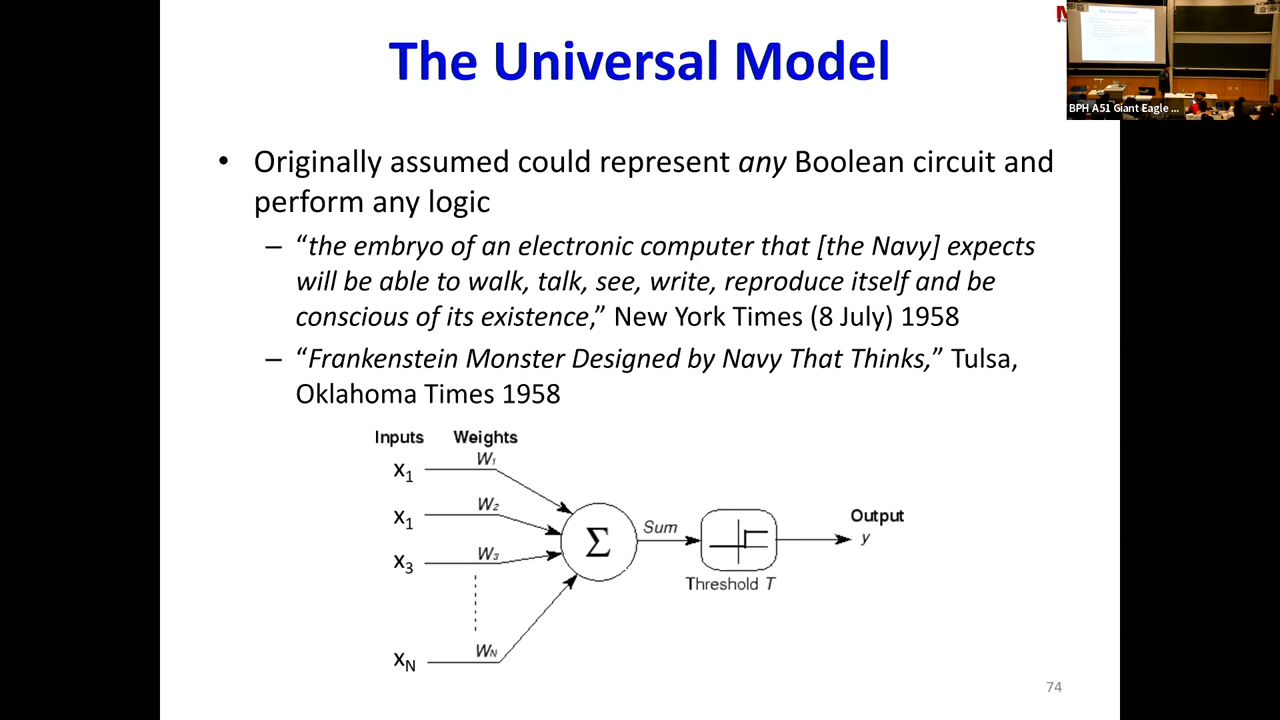 The Universal Model
BPH A51 Giant Eagle ...
• Originally assumed could represent any Boolean circuit and
perform any logic
– “the embryo of an electronic computer that [the Navy] expects
will be able to walk, talk, see, write, reproduce itself and be
conscious of its existence,” New York Times (8 July) 1958
– “Frankenstein Monster Designed by Navy That Thinks,” Tulsa,
Oklahoma Times 1958
Inputs Weights
X1 W1
X1 W2
X3 W3
XN WN
Σ
Sum
Threshold T
Output
y
74